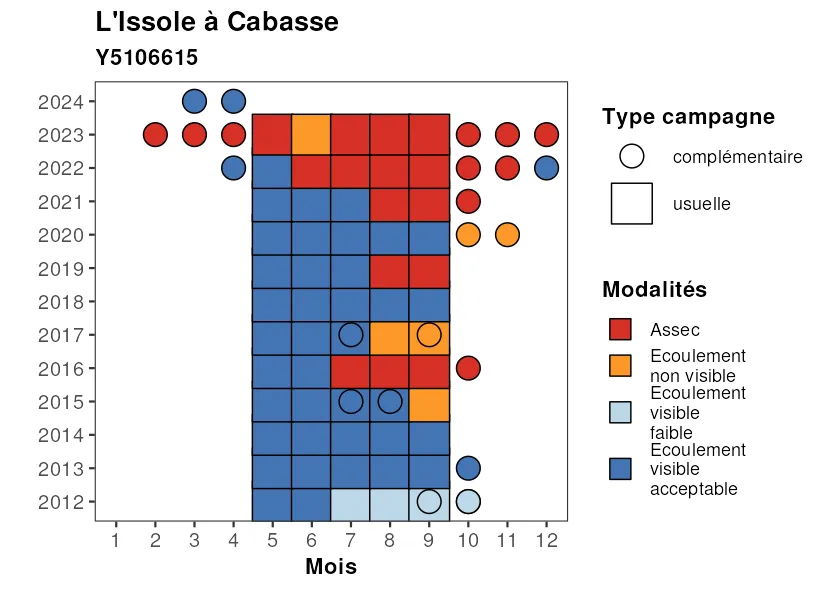 L'Issole à Cabasse
Y5106615
2024
2023
2022
2021
2020
2019
2018
2017
2016
2015
2014
2013
2012
1 2 3 4 5 6 7 8 9 10 11 12
Mois
Type campagne
complémentaire
usuelle
Modalités
Assec
Ecoulement
non visible
Ecoulement
visible
faible
Ecoulement
visible
acceptable